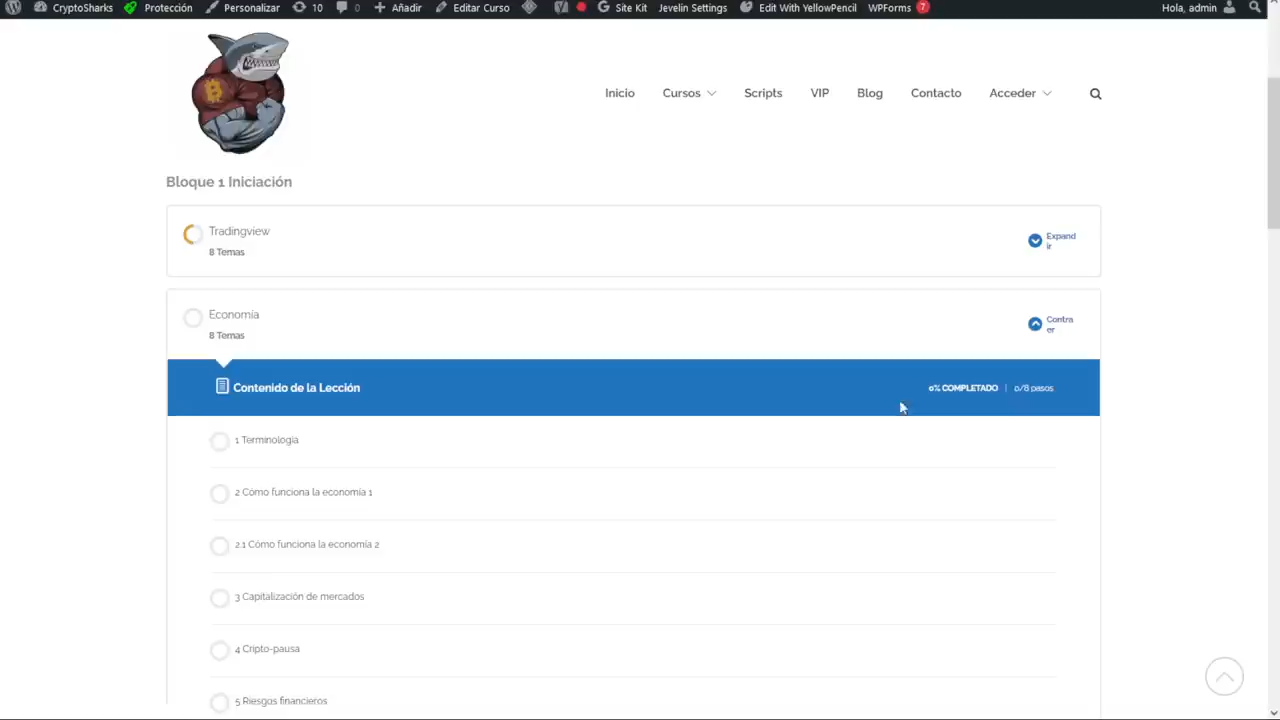 CryptoSharks Protección Personalizar 10 0 Añadir Editar Curso Site Kit Jevelin Settings Edit With YellowPencil WPForms 7 Hola, admin
Inicio Cursos Scripts VIP Blog Contacto Acceder
Bloque 1 Iniciación
Tradingview
8 Temas
Expand
ir
Economía
8 Temas
Contra
er
Contenido de la Lección
0% COMPLETADO | 0/8 pasos
1 Terminología
2 Cómo funciona la economía 1
2.1 Cómo funciona la economía 2
3 Capitalización de mercados
4 Cripto-pausa
5 Riesgos financieros